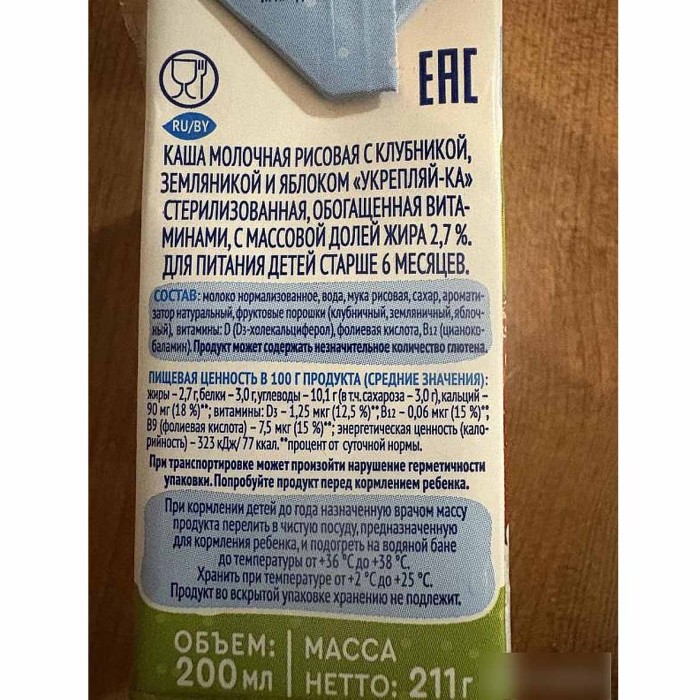 EAC
RU/BY
КАША МОЛОЧНАЯ РИСОВАЯ С КЛУБНИКОЙ,
ЗЕМЛЯНИКОЙ И ЯБЛОКОМ «УКРЕПЛЯЙ-КА»
СТЕРИЛИЗОВАННАЯ, ОБОГАЩЕННАЯ ВИТА-
МИНАМИ, С МАССОВОЙ ДОЛЕЙ ЖИРА 2,7 %.
ДЛЯ ПИТАНИЯ ДЕТЕЙ СТАРШЕ 6 МЕСЯЦЕВ.
СОСТАВ: молоко нормализованное, вода, мука рисовая, сахар, аромати-
затор натуральный, фруктовые порошки (клубничный, земляничный, яблоч-
ный), витамины: D (D3-холекальциферол), фолиевая кислота, B12 (цианоко-
баламин). Продукт может содержать незначительное количество глютена.
ПИЩЕВАЯ ЦЕННОСТЬ В 100 Г ПРОДУКТА (СРЕДНИЕ ЗНАЧЕНИЯ):
жиры – 2,7 г, белки – 3,0 г, углеводы – 10,1 г (в т.ч. сахароза – 3,0 г), кальций –
90 мг (18 %)**; витамины: D3 – 1,25 мкг (12,5 %)**, B12 – 0,06 мкг (15 %)**,
B9 (фолиевая кислота) – 7,5 мкг (15 %)**; энергетическая ценность (кало-
рийность) – 323 кДж/ 77 ккал. **процент от суточной нормы.
При транспортировке может произойти нарушение герметичности
упаковки. Попробуйте продукт перед кормлением ребенка.
При кормлении детей до года назначенную врачом массу
продукта перелить в чистую посуду, предназначенную
для кормления ребенка, и подогреть на водяной бане
до температуры от +36 °С до +38 °С.
Хранить при температуре от +2 °С до +25 °С.
Продукт во вскрытой упаковке хранению не подлежит.
ОБЪЕМ: 200 МЛ
МАССА НЕТТО: 211 г